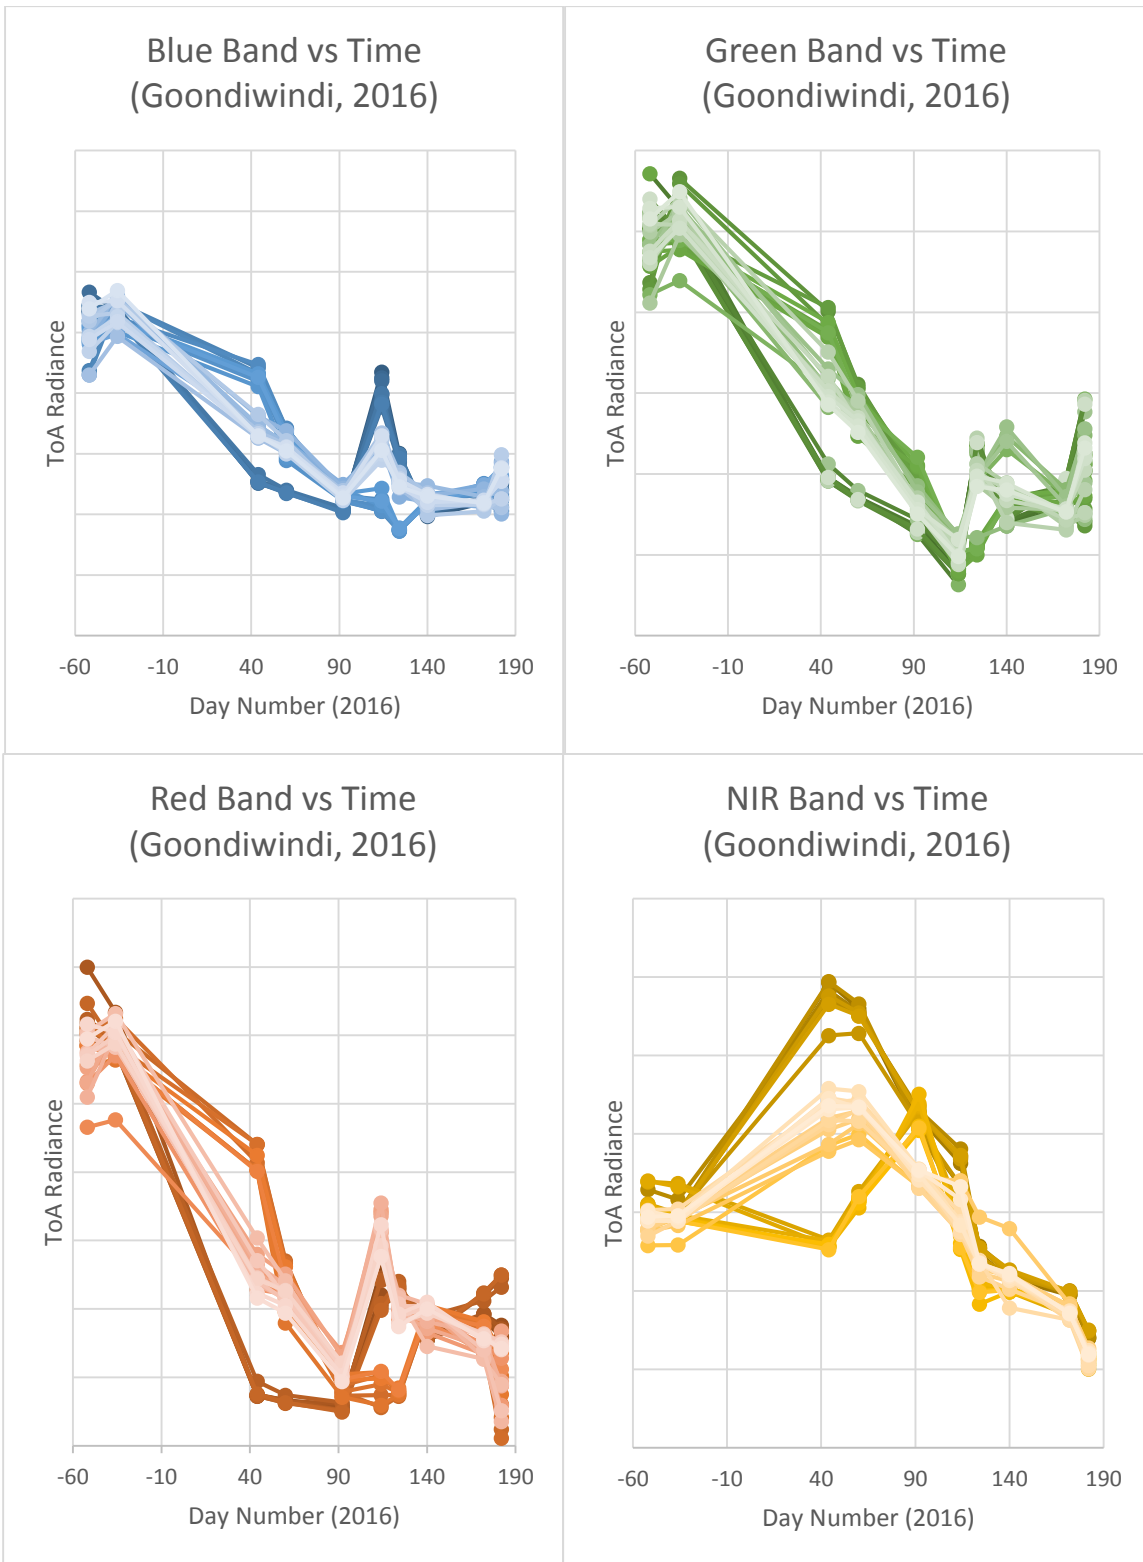 Blue Band vs Time
(Goondiwindi, 2016)
ToA Radiance
-60 -10 40 90 140 190
Day Number (2016)
Green Band vs Time
(Goondiwindi, 2016)
ToA Radiance
-60 -10 40 90 140 190
Day Number (2016)
Red Band vs Time
(Goondiwindi, 2016)
ToA Radiance
-60 -10 40 90 140 190
Day Number (2016)
NIR Band vs Time
(Goondiwindi, 2016)
ToA Radiance
-60 40 90 140 190
Day Number (2016)